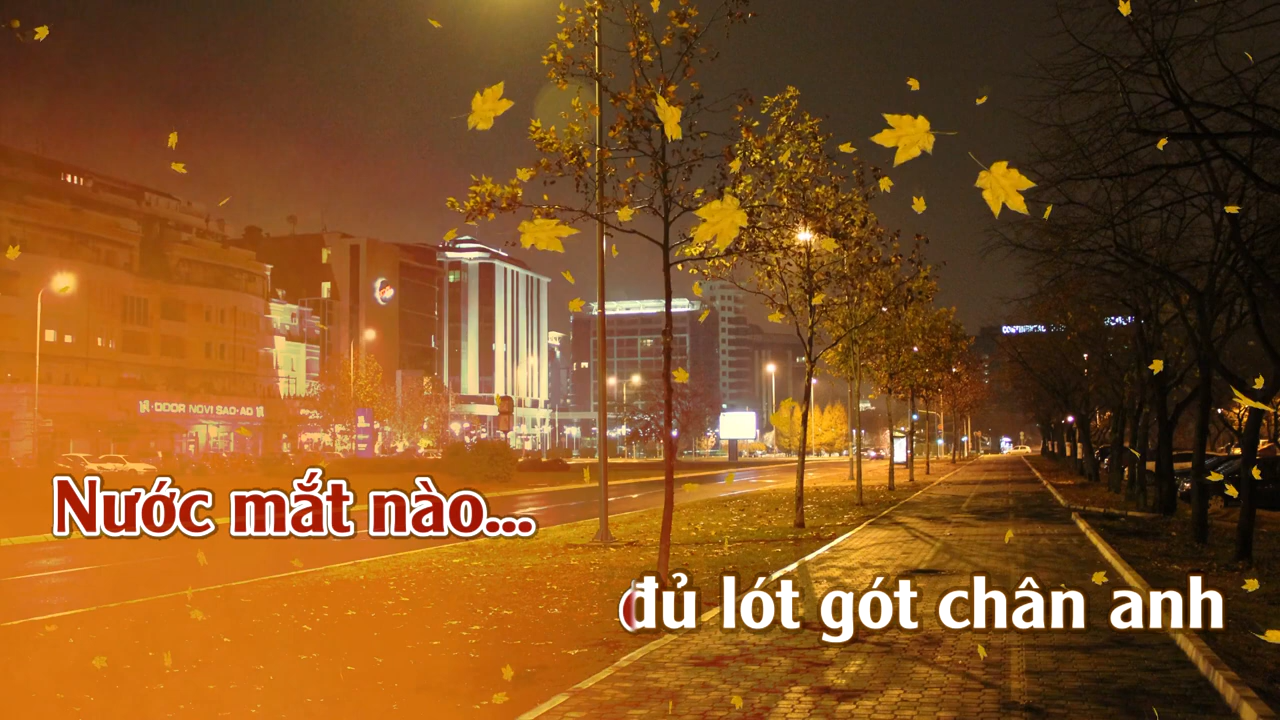 CONTINENTAL
DDOR NOVI SAD·AD
Nước mắt nào...
đủ lót gót chân anh